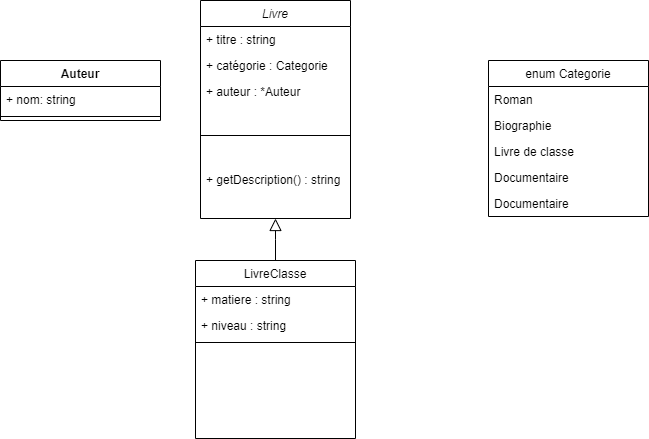 Livre
+ titre : string
+ catégorie : Categorie
+ auteur : *Auteur
+ getDescription() : string
Auteur
+ nom: string
enum Categorie
Roman
Biographie
Livre de classe
Documentaire
Documentaire
LivreClasse
+ matiere : string
+ niveau : string